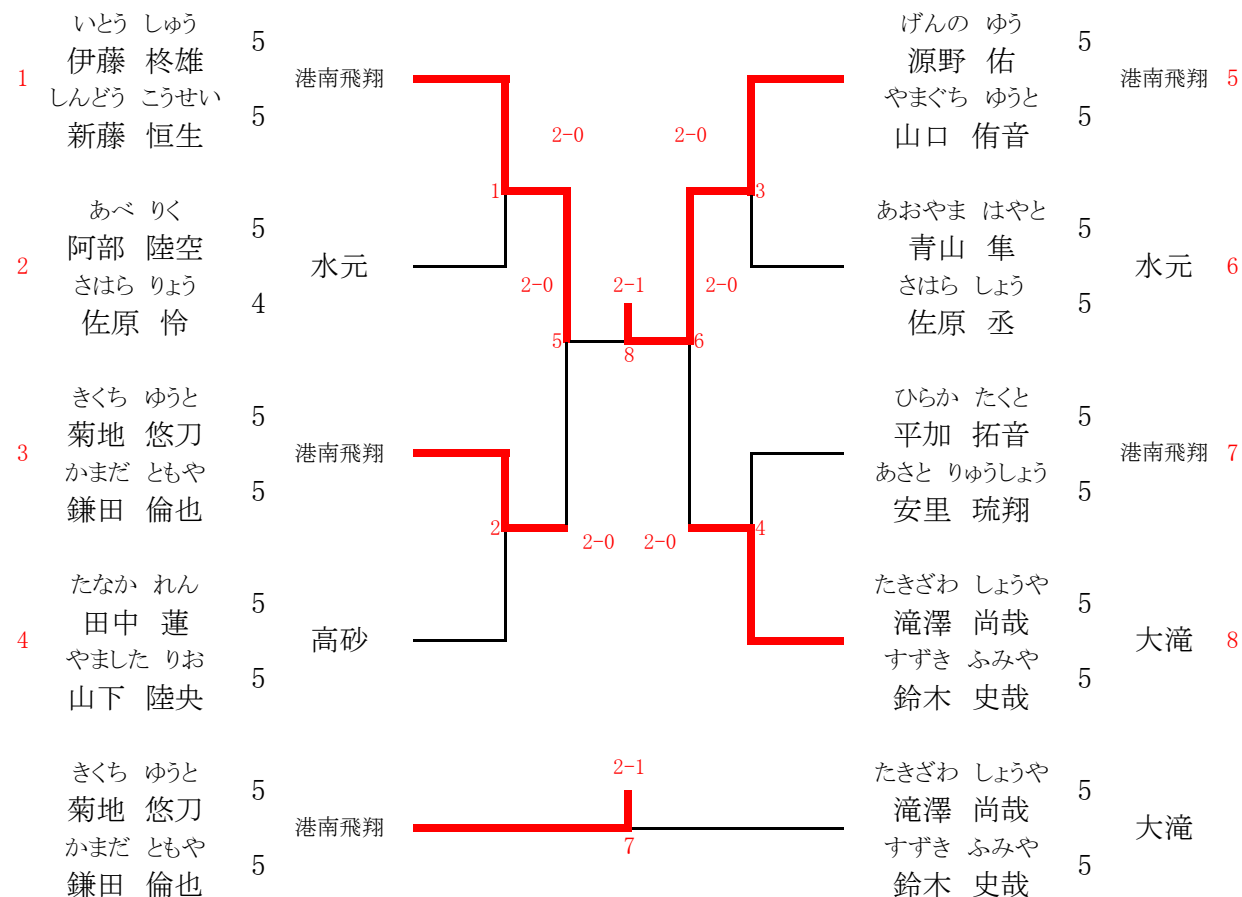 いとう しゅう
5
伊藤 柊雄
1
港南飛翔
しんどう こうせい
5
新藤 恒生
あべ りく
5
阿部 陸空
2
水元
さはら りょう
4
佐原 怜
きくち ゆうと
5
菊地 悠刀
3
港南飛翔
かまだ ともや
5
鎌田 倫也
たなか れん
5
田中 蓮
4
高砂
やました りお
5
山下 陸央
2-0
2-0
1
3
2-0
2-1
2-0
5
8
6
2
4
2-0
2-0
げんの ゆう
5
源野 佑
港南飛翔
5
やまぐち ゆうと
5
山口 侑音
あおやま はやと
5
青山 隼
水元
6
さはら しょう
5
佐原 丞
ひらか たくと
5
平加 拓音
港南飛翔
7
あさと りゅうしょう
5
安里 琉翔
たきざわ しょうや
5
滝澤 尚哉
大滝
8
すずき ふみや
5
鈴木 史哉
きくち ゆうと
5
菊地 悠刀
港南飛翔
かまだ ともや
5
鎌田 倫也
2-1
7
たきざわ しょうや
5
滝澤 尚哉
大滝
すずき ふみや
5
鈴木 史哉